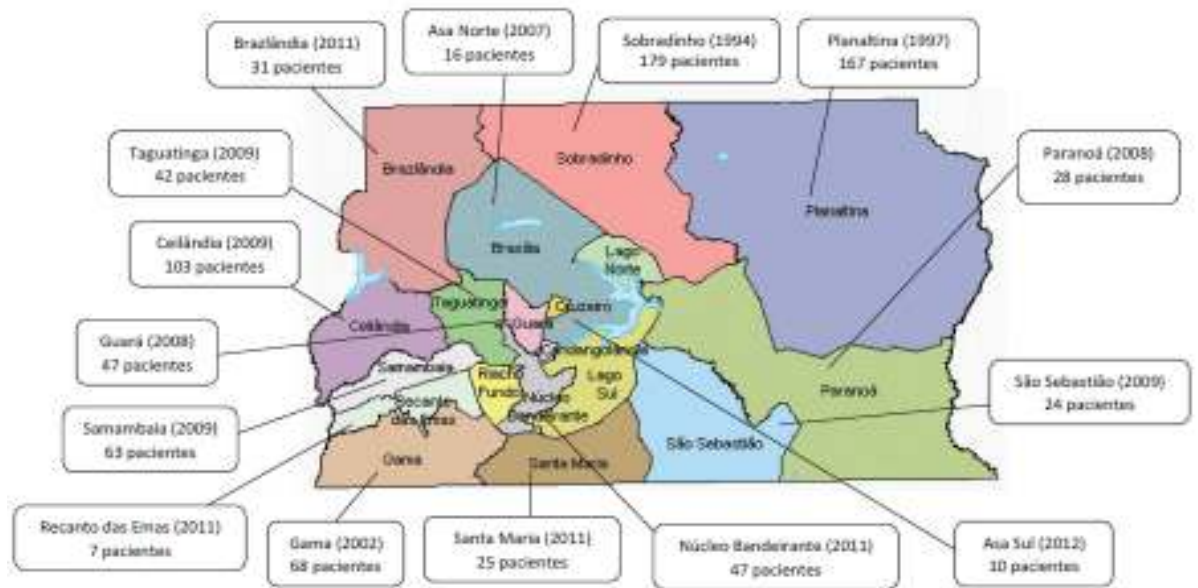 Brazlândia (2011)
31 pacientes
Asa Norte (2007)
16 pacientes
Sobradinho (1994)
179 pacientes
Planaltina (1997)
167 pacientes
Taguatinga (2009)
42 pacientes
Paranoá (2008)
28 pacientes
Ceilândia (2009)
103 pacientes
Guará (2008)
47 pacientes
São Sebastião (2009)
24 pacientes
Samambaia (2009)
63 pacientes
Recanto das Emas (2011)
7 pacientes
Gama (2002)
68 pacientes
Santa Maria (2011)
25 pacientes
Núcleo Bandeirante (2011)
47 pacientes
Asa Sul (2012)
10 pacientes
Brazlândia
Sobradinho
Planaltina
Brasília
Lago
Norte
Taguatinga
Cruzeiro
Guará
Ceilândia
Candangolândia
Samambaia
Riacho
Fundo
Lago
Sul
Paranoá
Recanto
das Emas
Núcleo
Bandeirante
São Sebastião
Gama
Santa Maria